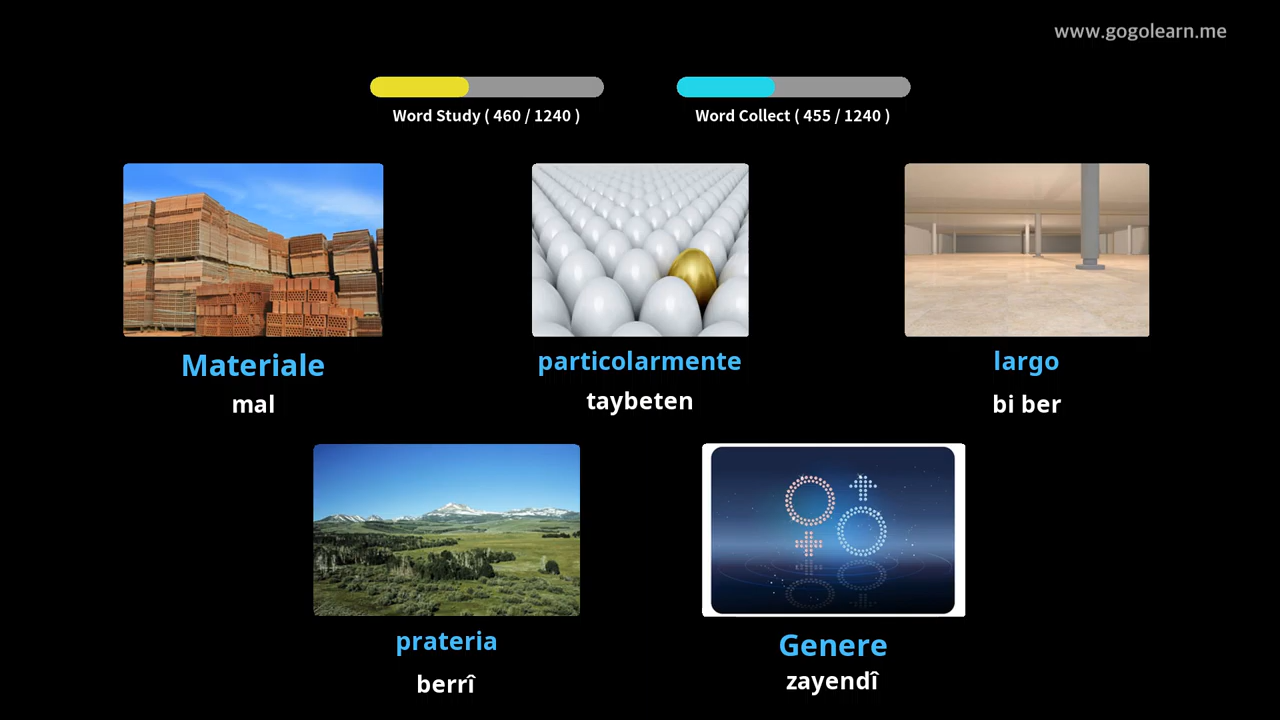 www.gogolearn.me
Word Study ( 460 / 1240 )
Word Collect ( 455 / 1240 )
Materiale
mal
particolarmente
taybeten
largo
bi ber
prateria
berrî
Genere
zayendî